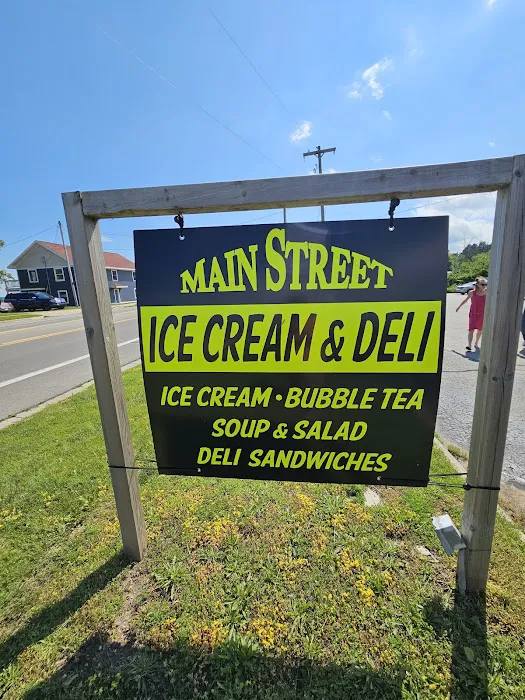 MAIN STREET
ICE CREAM & DELI
ICE CREAM • BUBBLE TEA
SOUP & SALAD
DELI SANDWICHES